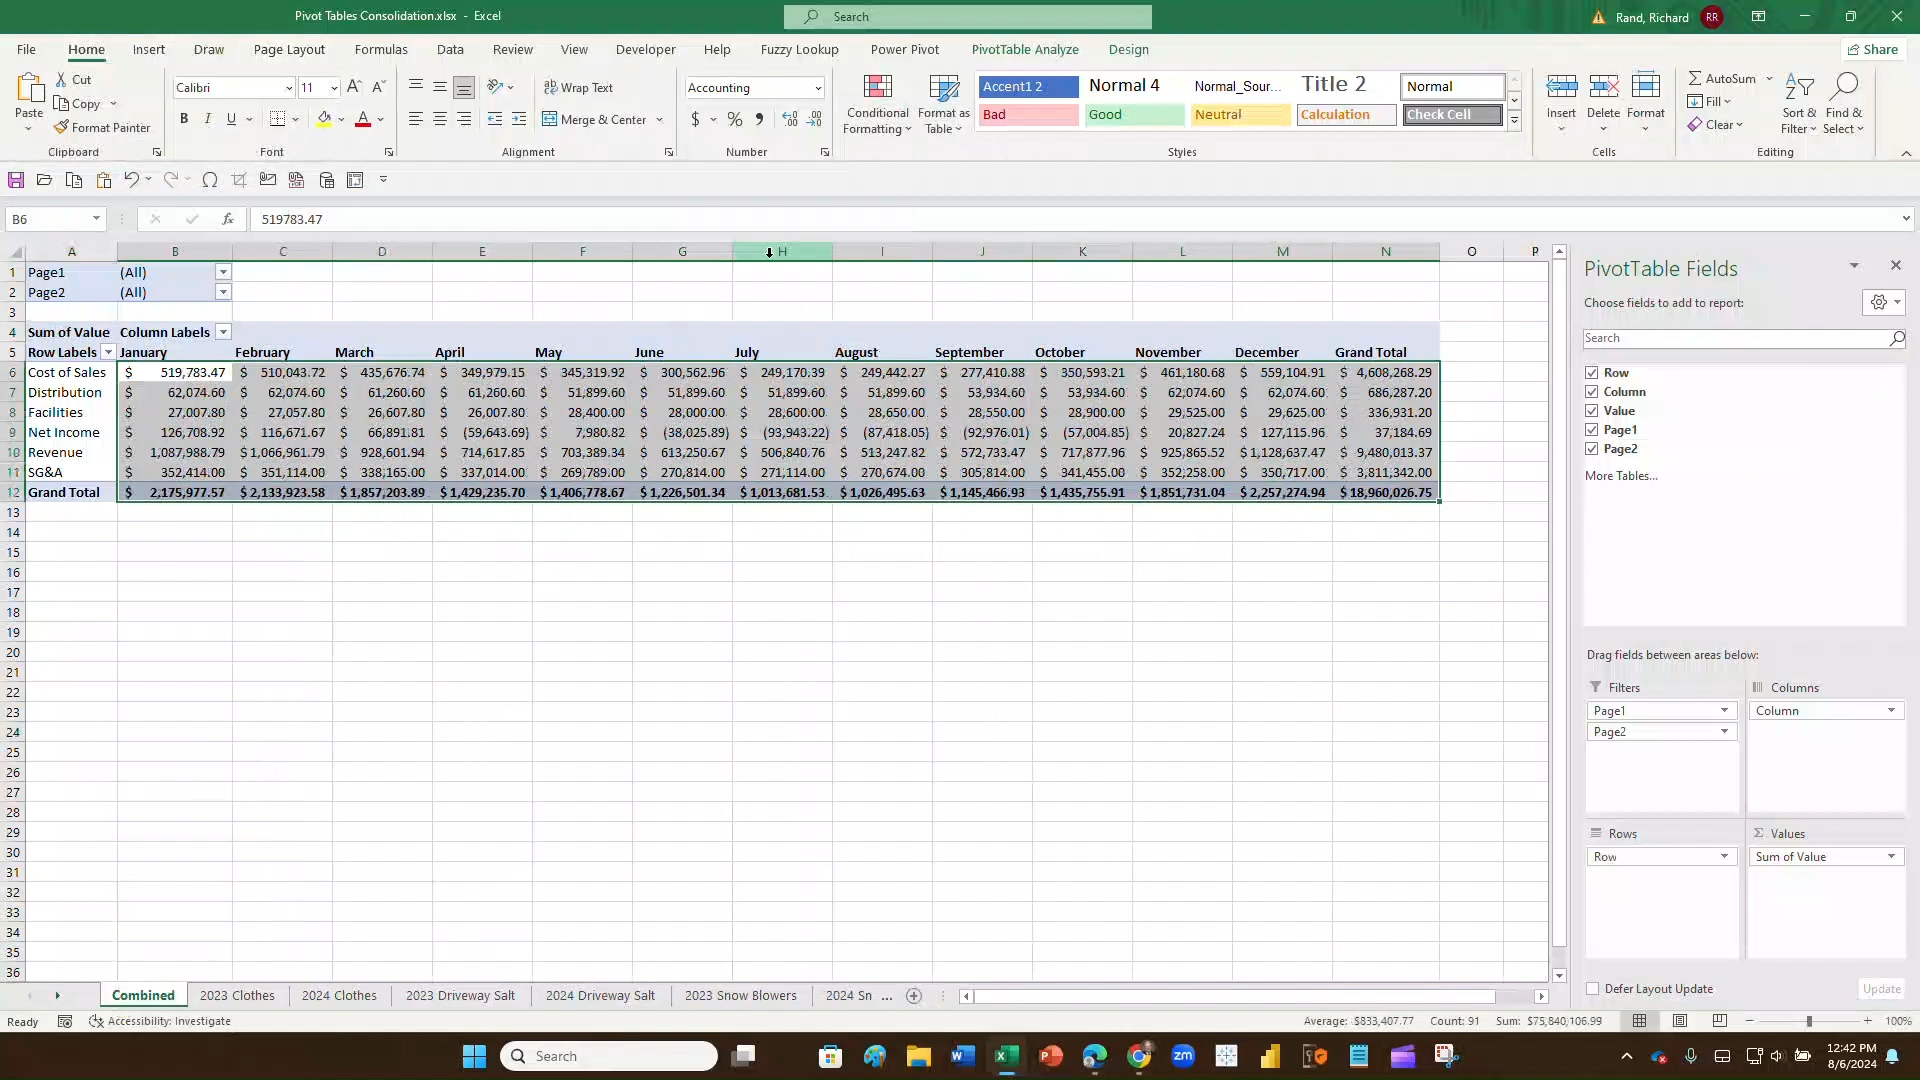 Pivot Tables Consolidation.xlsx - Excel
Search
Rand, Richard RR
File Home Insert Draw Page Layout Formulas Data Review View Developer Help Fuzzy Lookup Power Pivot PivotTable Analyze Design Share
Paste
Cut
Copy
Format Painter
Clipboard
Calibri 11
B I U
Font
Wrap Text
Merge & Center
Alignment
Accounting
$ % ,
Number
Conditional Formatting
Format as Table
Accent1 2 Normal 4 Normal_Sour... Title 2 Normal
Bad Good Neutral Calculation Check Cell
Styles
Insert Delete Format
Cells
AutoSum
Fill
Clear
Sort & Filter
Find & Select
Editing
B6 fx 519783.47
A B C D E F G H I J K L M N O P
1 Page1 (All)
2 Page2 (All)
3
4 Sum of Value Column Labels
5 Row Labels January February March April May June July August September October November December Grand Total
6 Cost of Sales $ 519,783.47 $ 510,043.72 $ 435,676.74 $ 349,979.15 $ 345,319.92 $ 300,562.96 $ 249,170.39 $ 249,442.27 $ 277,410.88 $ 350,593.21 $ 461,180.68 $ 559,104.91 $ 4,608,268.29
7 Distribution $ 62,074.60 $ 62,074.60 $ 61,260.60 $ 61,260.60 $ 51,899.60 $ 51,899.60 $ 51,899.60 $ 51,899.60 $ 53,934.60 $ 53,934.60 $ 62,074.60 $ 62,074.60 $ 686,287.20
8 Facilities $ 27,007.80 $ 27,057.80 $ 26,607.80 $ 26,007.80 $ 28,400.00 $ 28,000.00 $ 28,600.00 $ 28,650.00 $ 28,550.00 $ 28,900.00 $ 29,525.00 $ 29,625.00 $ 336,931.20
9 Net Income $ 126,708.92 $ 116,671.67 $ 66,891.81 $ (59,643.69) $ 7,980.82 $ (38,025.89) $ (93,943.22) $ (87,418.05) $ (92,976.01) $ (57,004.85) $ 20,827.24 $ 127,115.96 $ 37,184.69
10 Revenue $ 1,087,988.79 $ 1,066,961.79 $ 928,601.94 $ 714,617.85 $ 703,389.34 $ 613,250.67 $ 506,840.76 $ 513,247.82 $ 572,733.47 $ 717,877.96 $ 925,865.52 $ 1,128,637.47 $ 9,480,013.37
11 SG&A $ 352,414.00 $ 351,114.00 $ 338,165.00 $ 337,014.00 $ 269,789.00 $ 270,814.00 $ 271,114.00 $ 270,674.00 $ 305,814.00 $ 341,455.00 $ 352,258.00 $ 350,717.00 $ 3,811,342.00
12 Grand Total $ 2,175,977.57 $ 2,133,923.58 $ 1,857,203.89 $ 1,429,235.70 $ 1,406,778.67 $ 1,226,501.34 $ 1,013,681.53 $ 1,026,495.63 $ 1,145,466.93 $ 1,435,755.91 $ 1,851,731.04 $ 2,257,274.94 $ 18,960,026.75
13
14
15
16
17
18
19
20
21
22
23
24
25
26
27
28
29
30
31
32
33
34
35
36
PivotTable Fields
Choose fields to add to report:
Search
Row
Column
Value
Page1
Page2
More Tables...
Drag fields between areas below:
Filters
Page1
Page2
Columns
Column
Rows
Row
Values
Sum of Value
Defer Layout Update Update
Combined 2023 Clothes 2024 Clothes 2023 Driveway Salt 2024 Driveway Salt 2023 Snow Blowers 2024 Sn ...
Ready Accessibility: Investigate Average: $833,407.77 Count: 91 Sum: $75,840,106.99 100%
Search
12:42 PM
8/6/2024